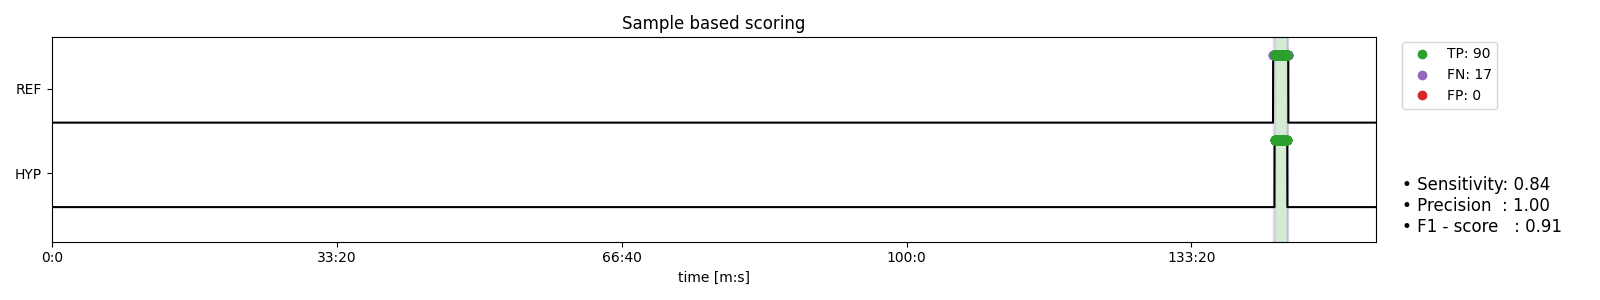 Sample based scoring
REF
HYP
0:0
33:20
66:40
100:0
133:20
time [m:s]
TP: 90
FN: 17
FP: 0
• Sensitivity: 0.84
• Precision : 1.00
• F1 - score : 0.91